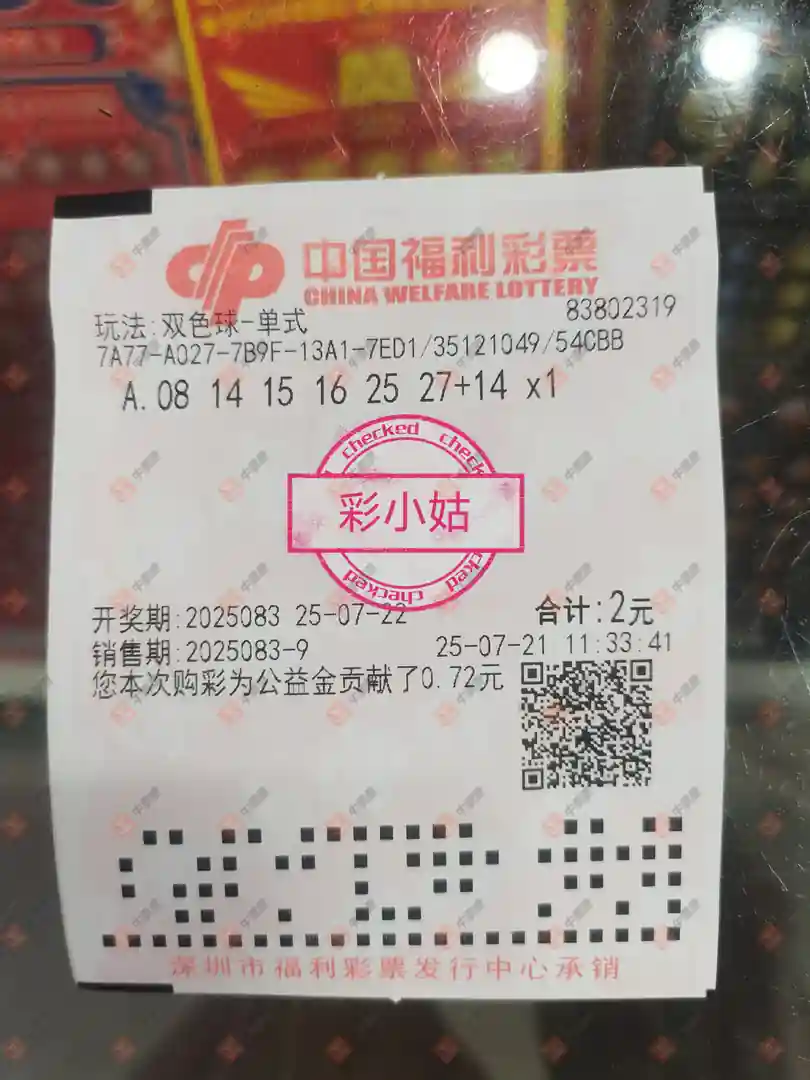 中国福利彩票
CHINA WELFARE LOTTERY
玩法:双色球-单式 83802319
7A77-A027-7B9F-13A1-7ED1/35121049/54CBB
A.08 14 15 16 25 27+14 x1
checked check
彩小姑
checked cked
开奖期:2025083 25-07-22 合计:2元
销售期:2025083-9 25-07-21 11:33:41
您本次购彩为公益金贡献了0.72元
深圳市福利彩票发行中心承销